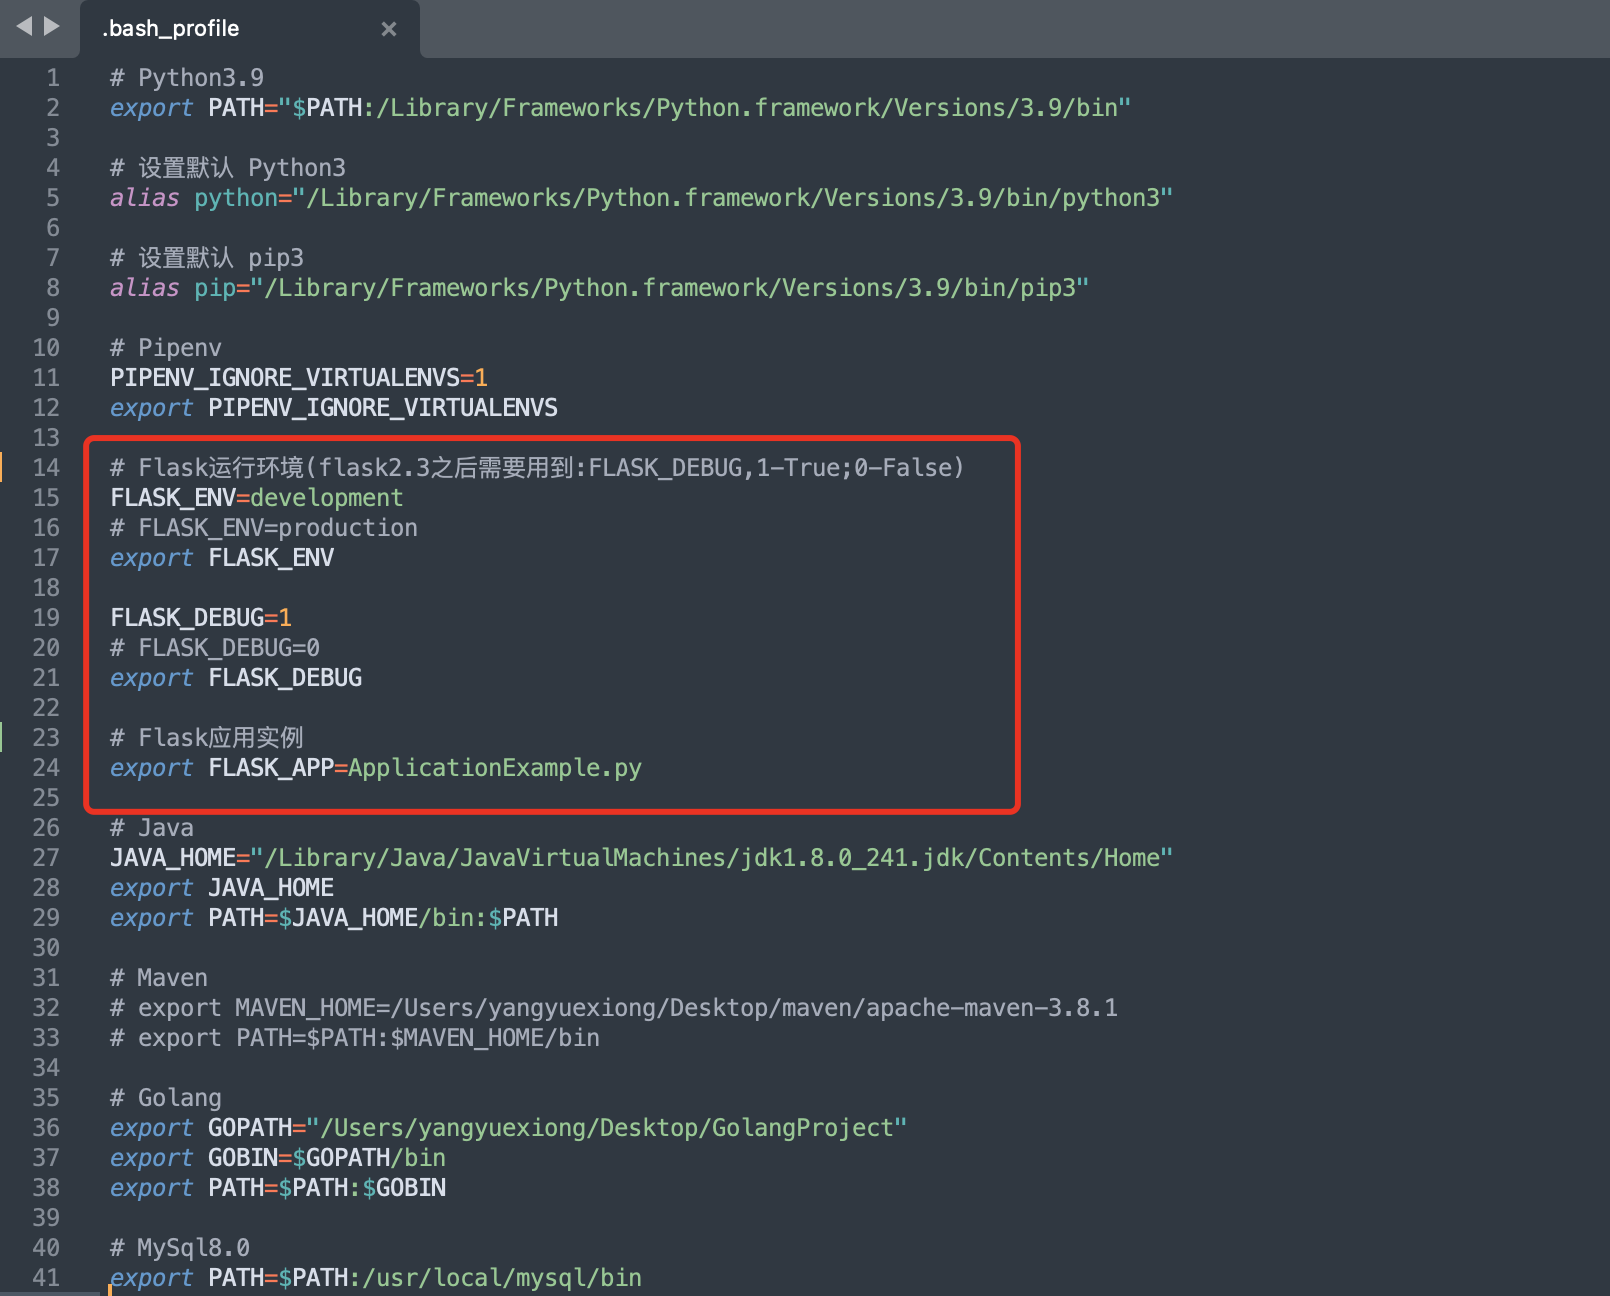 .bash_profile ×
1 # Python3.9
2 export PATH="$PATH:/Library/Frameworks/Python.framework/Versions/3.9/bin"
3
4 # 设置默认 Python3
5 alias python="/Library/Frameworks/Python.framework/Versions/3.9/bin/python3"
6
7 # 设置默认 pip3
8 alias pip="/Library/Frameworks/Python.framework/Versions/3.9/bin/pip3"
9
10 # Pipenv
11 PIPENV_IGNORE_VIRTUALENVS=1
12 export PIPENV_IGNORE_VIRTUALENVS
13
14 # Flask运行环境(flask2.3之后需要用到:FLASK_DEBUG,1-True;0-False)
15 FLASK_ENV=development
16 # FLASK_ENV=production
17 export FLASK_ENV
18
19 FLASK_DEBUG=1
20 # FLASK_DEBUG=0
21 export FLASK_DEBUG
22
23 # Flask应用实例
24 export FLASK_APP=ApplicationExample.py
25
26 # Java
27 JAVA_HOME="/Library/Java/JavaVirtualMachines/jdk1.8.0_241.jdk/Contents/Home"
28 export JAVA_HOME
29 export PATH=$JAVA_HOME/bin:$PATH
30
31 # Maven
32 # export MAVEN_HOME=/Users/yangyuexiong/Desktop/maven/apache-maven-3.8.1
33 # export PATH=$PATH:$MAVEN_HOME/bin
34
35 # Golang
36 export GOPATH="/Users/yangyuexiong/Desktop/GolangProject"
37 export GOBIN=$GOPATH/bin
38 export PATH=$PATH:$GOBIN
39
40 # MySql8.0
41 export PATH=$PATH:/usr/local/mysql/bin